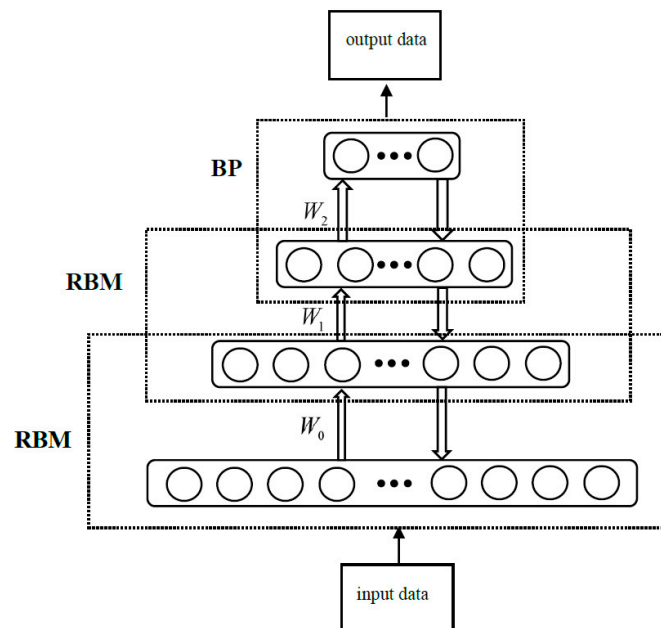 output data
BP
W₂
RBM
W₁
RBM
W₀
input data